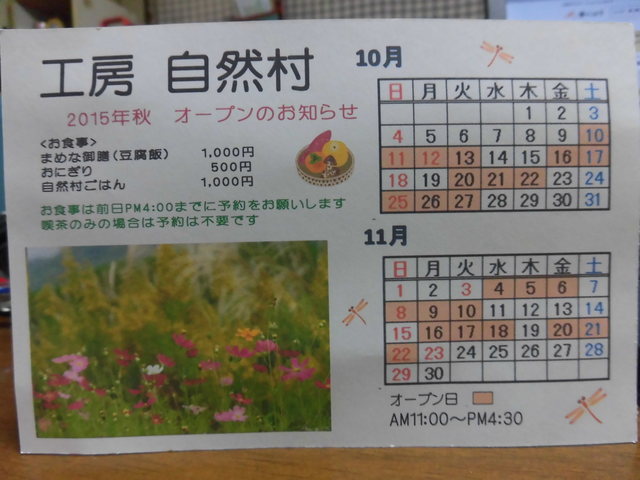 工房 自然村
2015年秋 オープンのお知らせ
<お食事>
まめな御膳(豆腐飯) 1,000円
おにぎり 500円
自然村ごはん 1,000円
お食事は前日PM4:00までに予約をお願いします
喫茶のみの場合は予約は不要です
10月
日 月 火 水 木 金 土
1 2 3
4 5 6 7 8 9 10
11 12 13 14 15 16 17
18 19 20 21 22 23 24
25 26 27 28 29 30 31
11月
日 月 火 水 木 金 土
1 2 3 4 5 6 7
8 9 10 11 12 13 14
15 16 17 18 19 20 21
22 23 24 25 26 27 28
29 30
オープン日
AM11:00～PM4:30